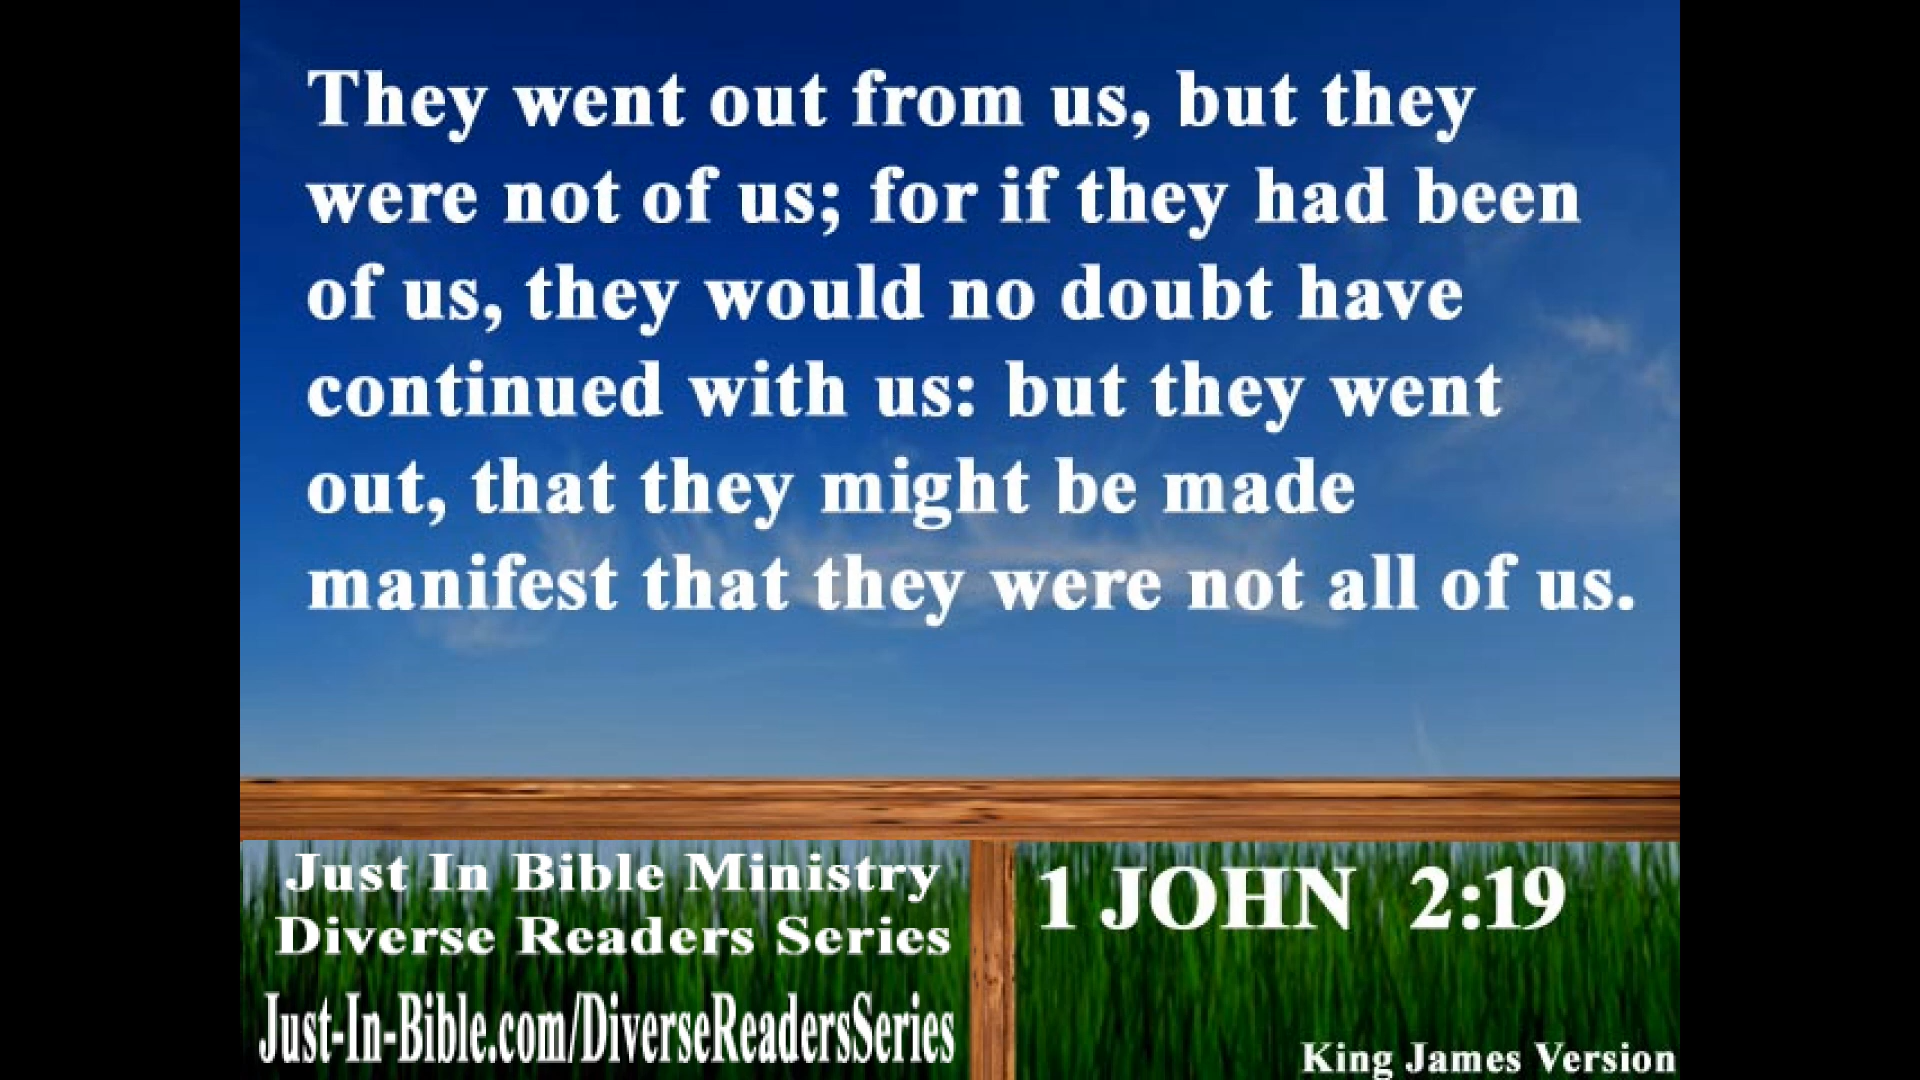 They went out from us, but they
were not of us; for if they had been
of us, they would no doubt have
continued with us: but they went
out, that they might be made
manifest that they were not all of us.
Just In Bible Ministry
Diverse Readers Series
Just-In-Bible.com/DiverseReadersSeries
1 JOHN 2:19
King James Version